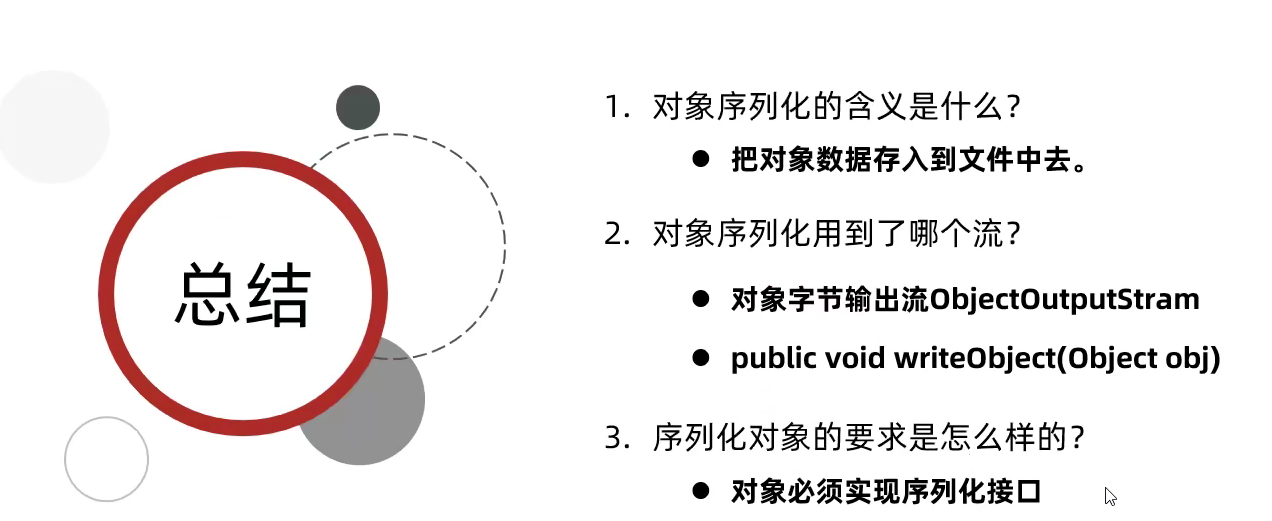 总结
1. 对象序列化的含义是什么？
● 把对象数据存入到文件中去。
2. 对象序列化用到了哪个流？
● 对象字节输出流ObjectOutputStram
● public void writeObject(Object obj)
3. 序列化对象的要求是怎么样的？
● 对象必须实现序列化接口